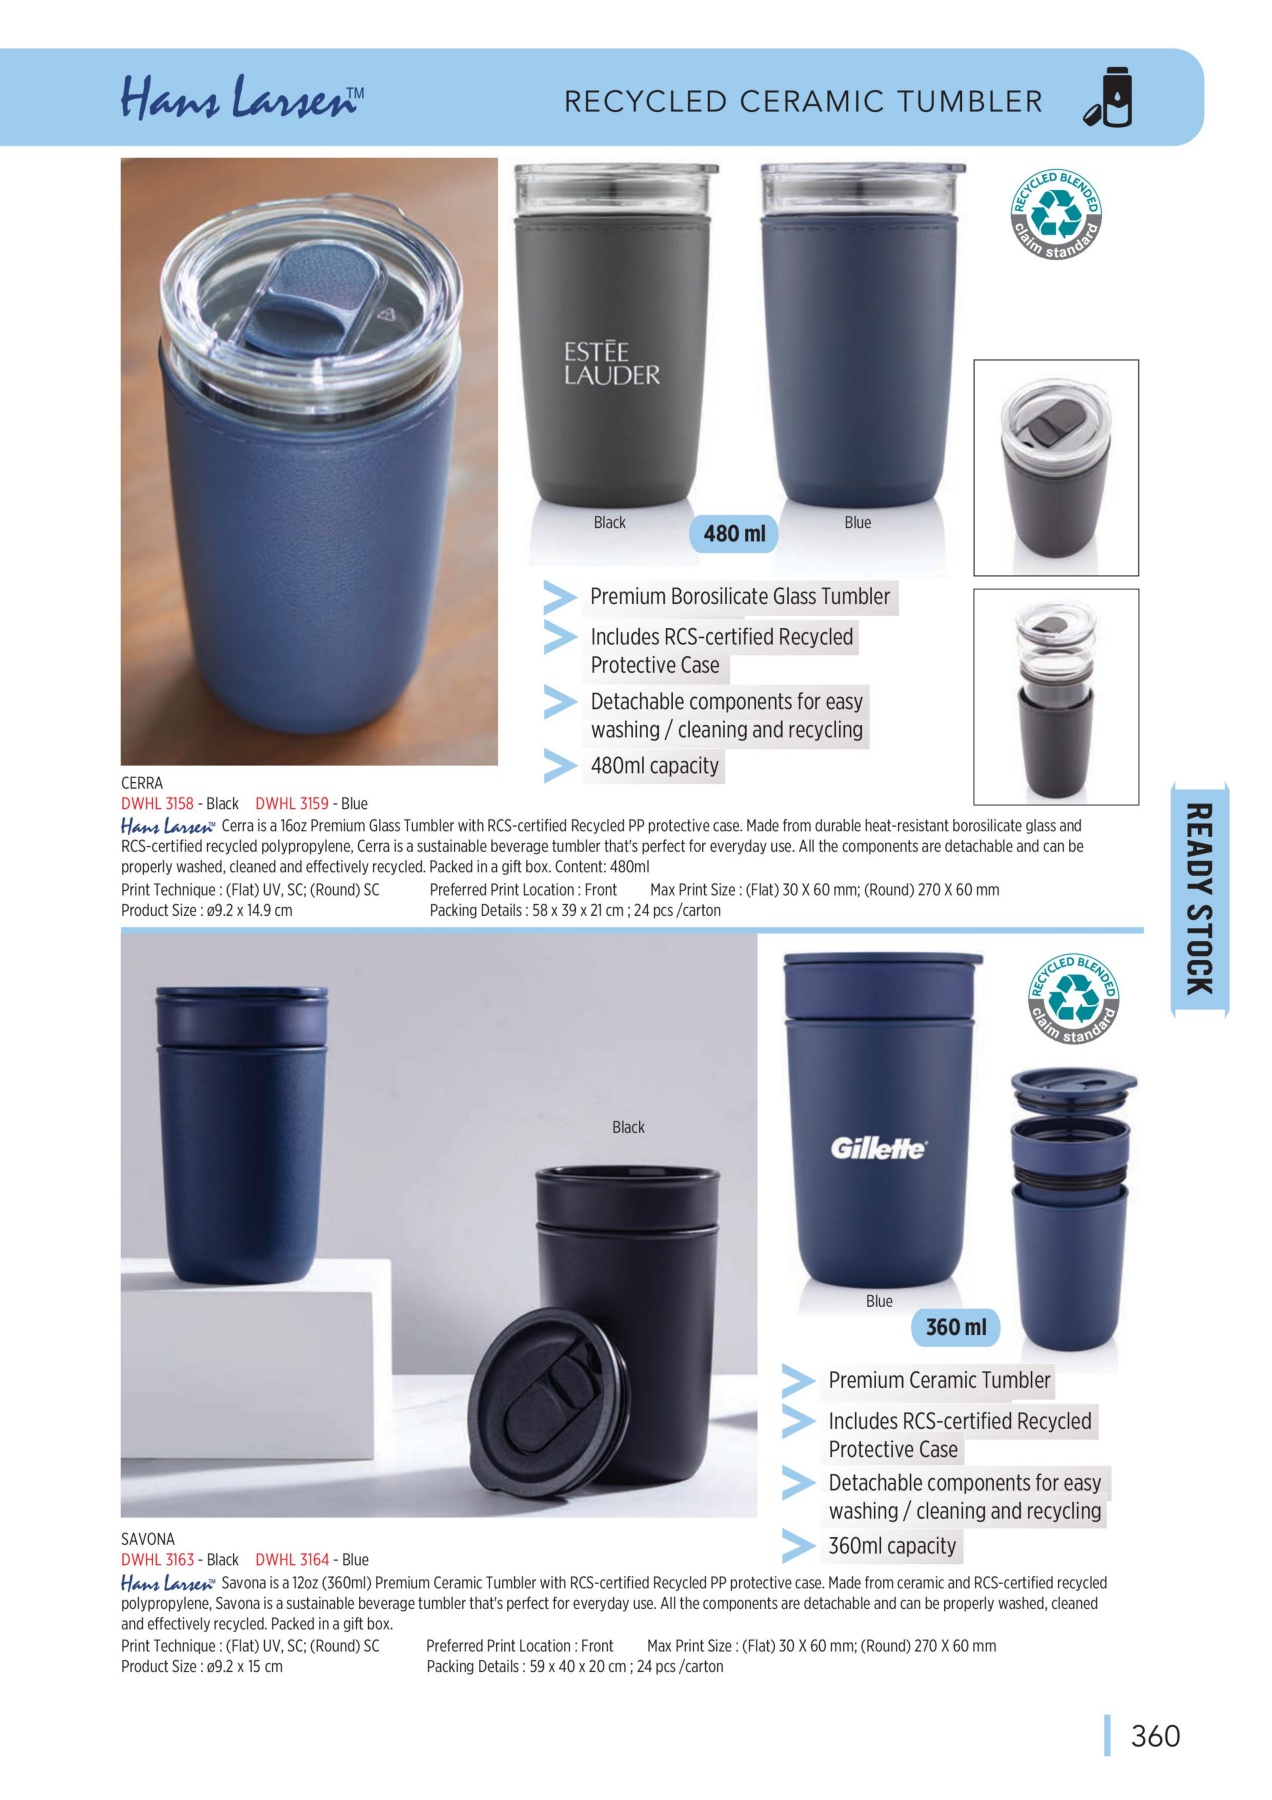 Hans Larsen™
RECYCLED CERAMIC TUMBLER
RECYCLED BLENDED
claim standard
ESTĒE
LAUDER
Black
480 ml
Blue
Premium Borosilicate Glass Tumbler
Includes RCS-certified Recycled
Protective Case
Detachable components for easy
washing / cleaning and recycling
480ml capacity
CERRA
DWHL 3158 - Black DWHL 3159 - Blue
Hans Larsen™ Cerra is a 16oz Premium Glass Tumbler with RCS-certified Recycled PP protective case. Made from durable heat-resistant borosilicate glass and
RCS-certified recycled polypropylene, Cerra is a sustainable beverage tumbler that's perfect for everyday use. All the components are detachable and can be
properly washed, cleaned and effectively recycled. Packed in a gift box. Content: 480ml
Print Technique : (Flat) UV, SC; (Round) SC Preferred Print Location : Front Max Print Size : (Flat) 30 X 60 mm; (Round) 270 X 60 mm
Product Size : ø9.2 x 14.9 cm Packing Details : 58 x 39 x 21 cm ; 24 pcs /carton
READY STOCK
RECYCLED BLENDED
claim standard
Black
Gillette®
Blue
360 ml
Premium Ceramic Tumbler
Includes RCS-certified Recycled
Protective Case
Detachable components for easy
washing / cleaning and recycling
360ml capacity
SAVONA
DWHL 3163 - Black DWHL 3164 - Blue
Hans Larsen™ Savona is a 12oz (360ml) Premium Ceramic Tumbler with RCS-certified Recycled PP protective case. Made from ceramic and RCS-certified recycled
polypropylene, Savona is a sustainable beverage tumbler that's perfect for everyday use. All the components are detachable and can be properly washed, cleaned
and effectively recycled. Packed in a gift box.
Print Technique : (Flat) UV, SC; (Round) SC Preferred Print Location : Front Max Print Size : (Flat) 30 X 60 mm; (Round) 270 X 60 mm
Product Size : ø9.2 x 15 cm Packing Details : 59 x 40 x 20 cm ; 24 pcs /carton
360